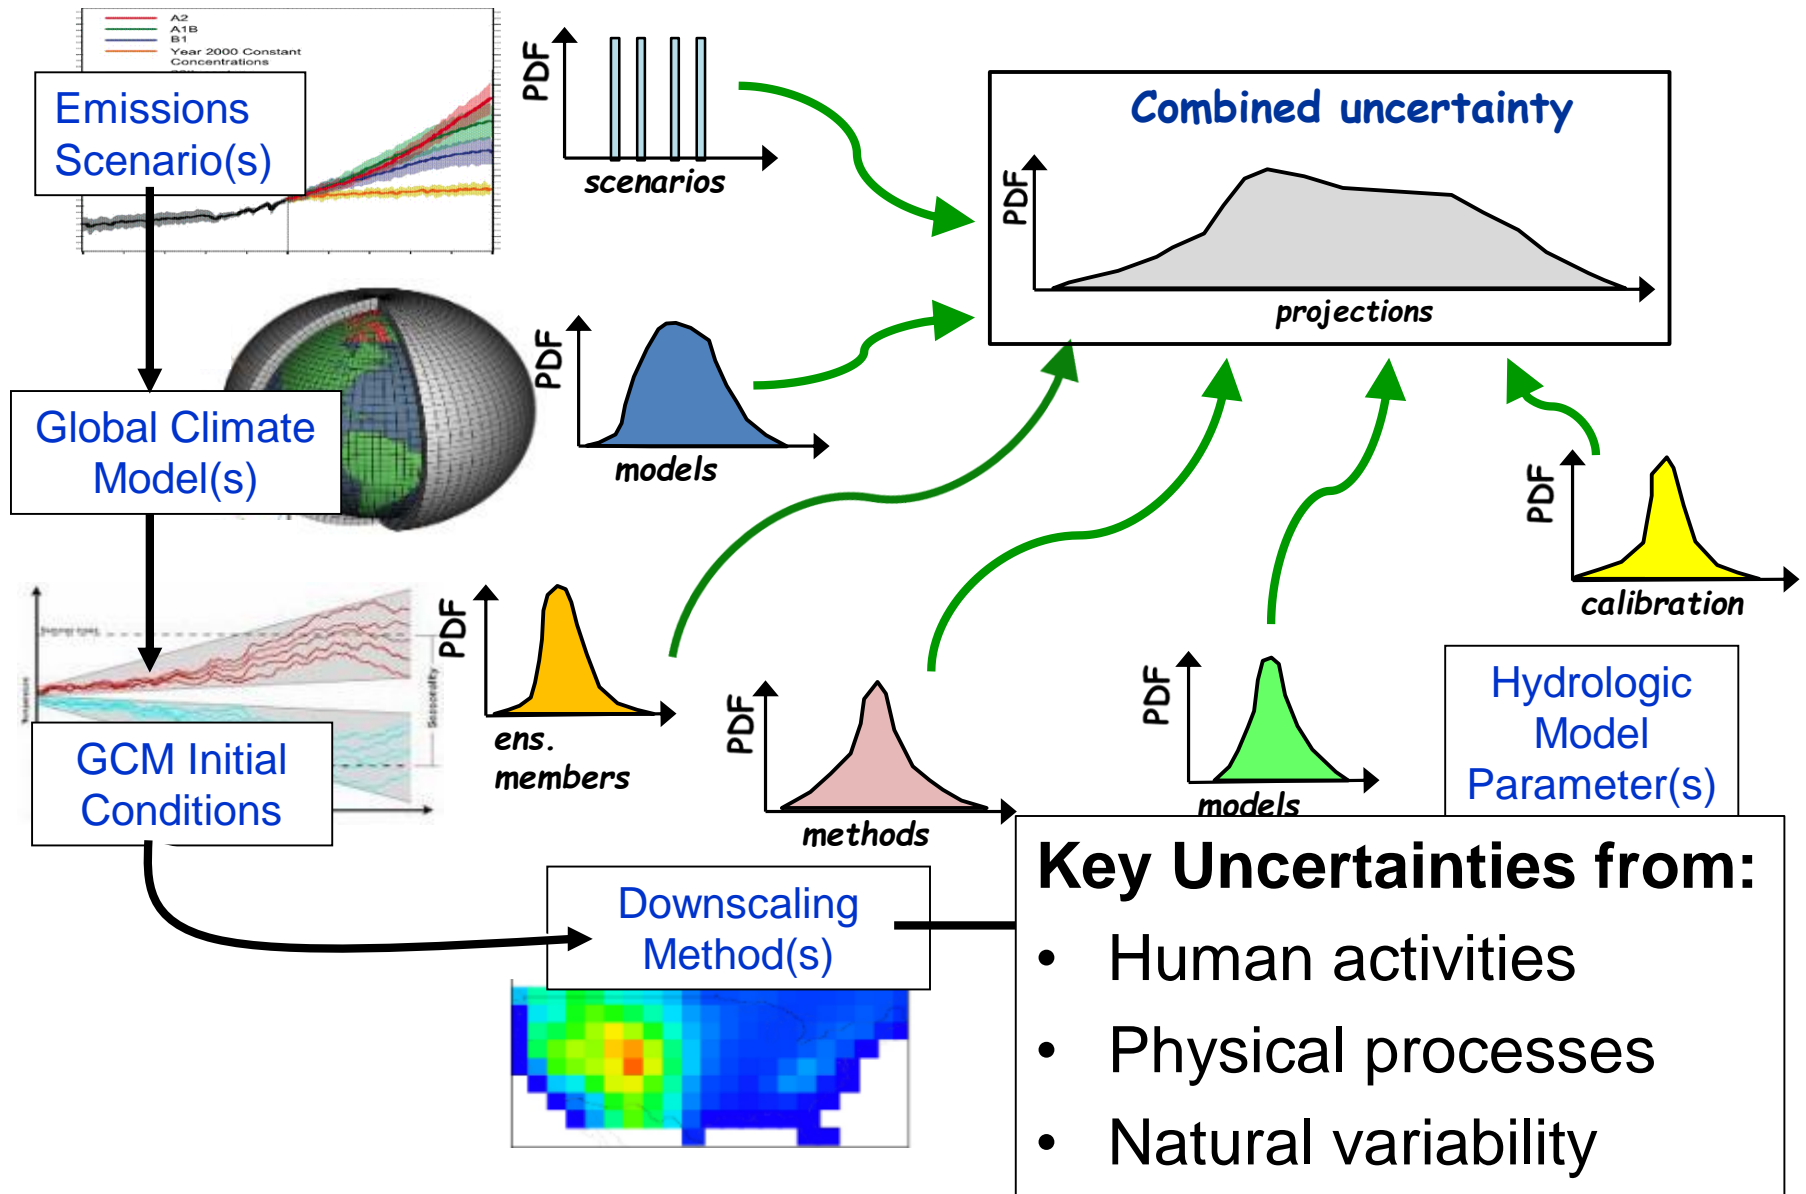 A2
A1B
B1
Year 2000 Constant
Concentrations
Emissions
Scenario(s)
PDF
scenarios
Combined uncertainty
PDF
projections
Global Climate
Model(s)
PDF
models
PDF
calibration
GCM Initial
Conditions
PDF
ens.
members
PDF
methods
PDF
models
Hydrologic
Model
Parameter(s)
Downscaling
Method(s)
Key Uncertainties from:
• Human activities
• Physical processes
• Natural variability